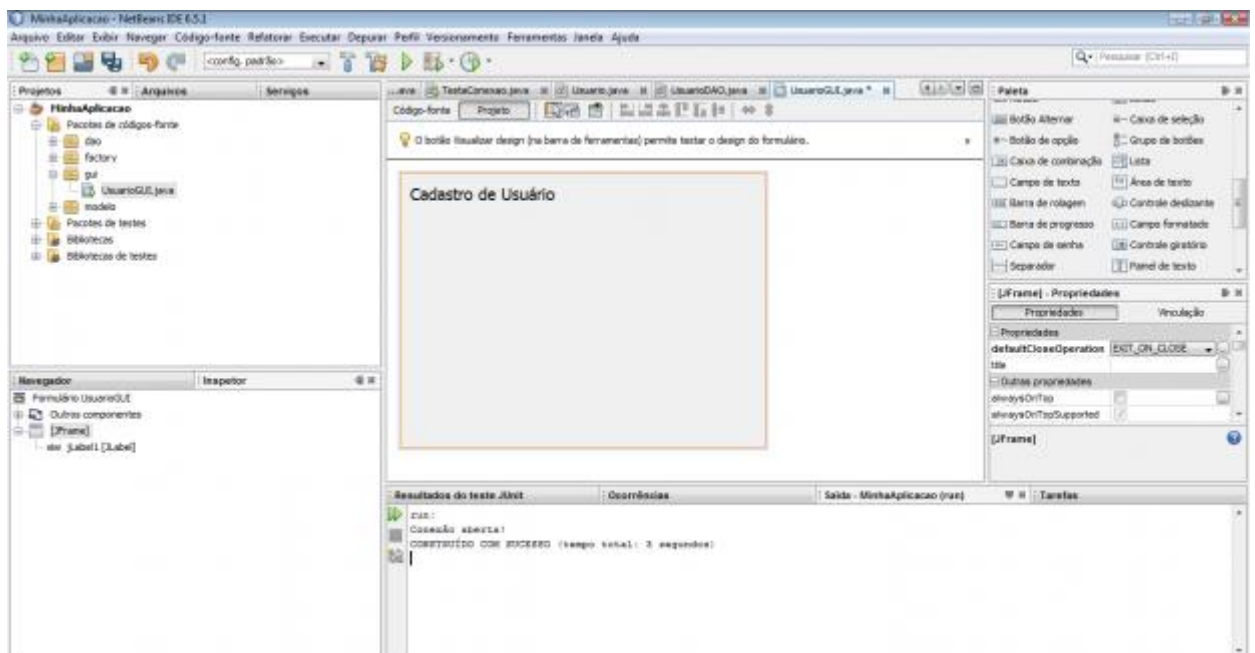 MinhaAplicacao - NetBeans IDE 6.5.1
Arquivo Editar Exibir Navegar Código-fonte Refatorar Executar Depurar Perfil Versionamento Ferramentas Janela Ajuda
<config. padrão>
Pesquisar (Ctrl+I)
Projetos
Arquivos
Serviços
MinhaAplicacao
Pacotes de códigos-fonte
dao
factory
gui
UsuarioGUI.java
modelo
Pacotes de testes
Bibliotecas
Bibliotecas de testes
Navegador
Inspetor
Formulário UsuarioGUI
Outros componentes
[JFrame]
jLabel1 [JLabel]
...ava
TestaConexao.java
Usuario.java
UsuarioDAO.java
UsuarioGUI.java *
Código-fonte
Projeto
O botão Visualizar design (na barra de ferramentas) permite testar o design do formulário.
Cadastro de Usuário
Resultados do teste JUnit
Ocorrências
Saída - MinhaAplicacao (run)
Tarefas
run:
Conexão aberta!
CONSTRUÍDO COM SUCESSO (tempo total: 3 segundos)
Paleta
Botão Alternar
Caixa de seleção
Botão de opção
Grupo de botões
Caixa de combinação
Lista
Campo de texto
Área de texto
Barra de rolagem
Controle deslizante
Barra de progresso
Campo formatado
Campo de senha
Controle giratório
Separador
Painel de texto
[JFrame] - Propriedades
Propriedades
Vinculação
Propriedades
defaultCloseOperation
EXIT_ON_CLOSE
title
Outras propriedades
alwaysOnTop
alwaysOnTopSupported
[JFrame]